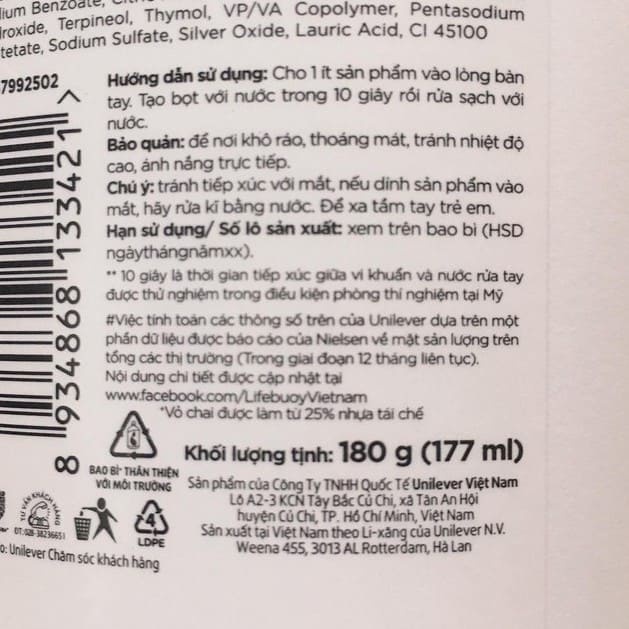 Terpineol, Thymol, VP/VA Copolymer, Pentasodium
Sodium Sulfate, Silver Oxide, Lauric Acid, CI 45100
7992502
Hướng dẫn sử dụng: Cho 1 ít sản phẩm vào lòng bàn
tay. Tạo bọt với nước trong 10 giây rồi rửa sạch với
nước.
Bảo quản: để nơi khô ráo, thoáng mát, tránh nhiệt độ
cao, ánh nắng trực tiếp.
Chú ý: tránh tiếp xúc với mắt, nếu dính sản phẩm vào
mắt, hãy rửa kĩ bằng nước. Để xa tầm tay trẻ em.
Hạn sử dụng/ Số lô sản xuất: xem trên bao bì (HSD
ngàythángnămxx).
** 10 giây là thời gian tiếp xúc giữa vi khuẩn và nước rửa tay
được thử nghiệm trong điều kiện phòng thí nghiệm tại Mỹ
#Việc tính toán các thông số trên của Unilever dựa trên một
phần dữ liệu được báo cáo của Nielsen về mặt sản lượng trên
tổng các thị trường (Trong giai đoạn 12 tháng liên tục).
Nội dung chi tiết được cập nhật tại
www.facebook.com/LifebuoyVietnam
*Vỏ chai được làm từ 25% nhựa tái chế
8 934868 133421
BAO BÌ* THÂN THIỆN
VỚI MÔI TRƯỜNG
Khối lượng tịnh: 180 g (177 ml)
Sản phẩm của Công Ty TNHH Quốc Tế Unilever Việt Nam
Lô A2-3 KCN Tây Bắc Củ Chi, xã Tân An Hội
huyện Củ Chi, TP. Hồ Chí Minh, Việt Nam
Sản xuất tại Việt Nam theo Li-xăng của Unilever N.V.
Weena 455, 3013 AL Rotterdam, Hà Lan
TƯ VẤN KHÁCH HÀNG
ĐT: 028-38236651
4
LDPE
Unilever Chăm sóc khách hàng